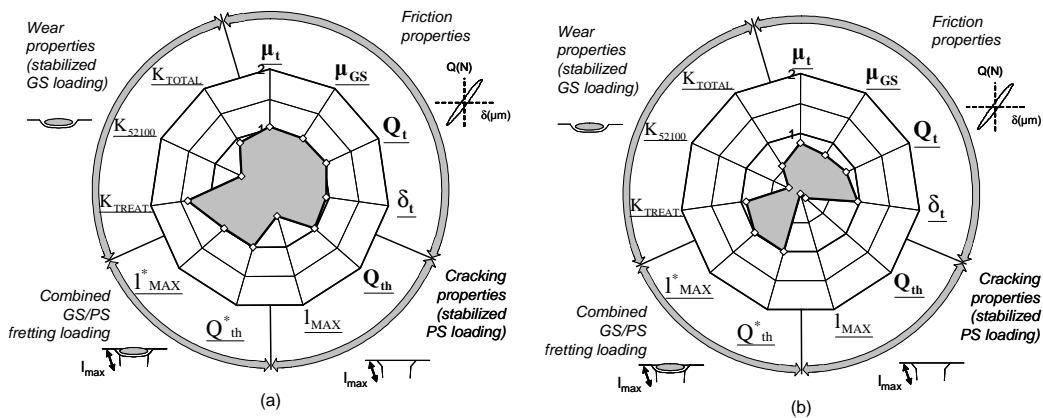 Wear
properties
(stabilized
GS loading)
Friction
properties
Q(N)
δ(μm)
μt
2
1
μGS
Qt
δt
Qth
lMAX
Q*th
l*MAX
KTREAT.
K52100
KTOTAL
Cracking
properties
(stabilized
PS loading)
Combined
GS/PS
fretting loading
lmax
lmax
(a)
Wear
properties
(stabilized
GS loading)
Friction
properties
Q(N)
δ(μm)
μt
2
1
μGS
Qt
δt
Qth
lMAX
Q*th
l*MAX
KTREAT.
K52100
KTOTAL
Cracking
properties
(stabilized
PS loading)
Combined
GS/PS
fretting loading
lmax
lmax
(b)